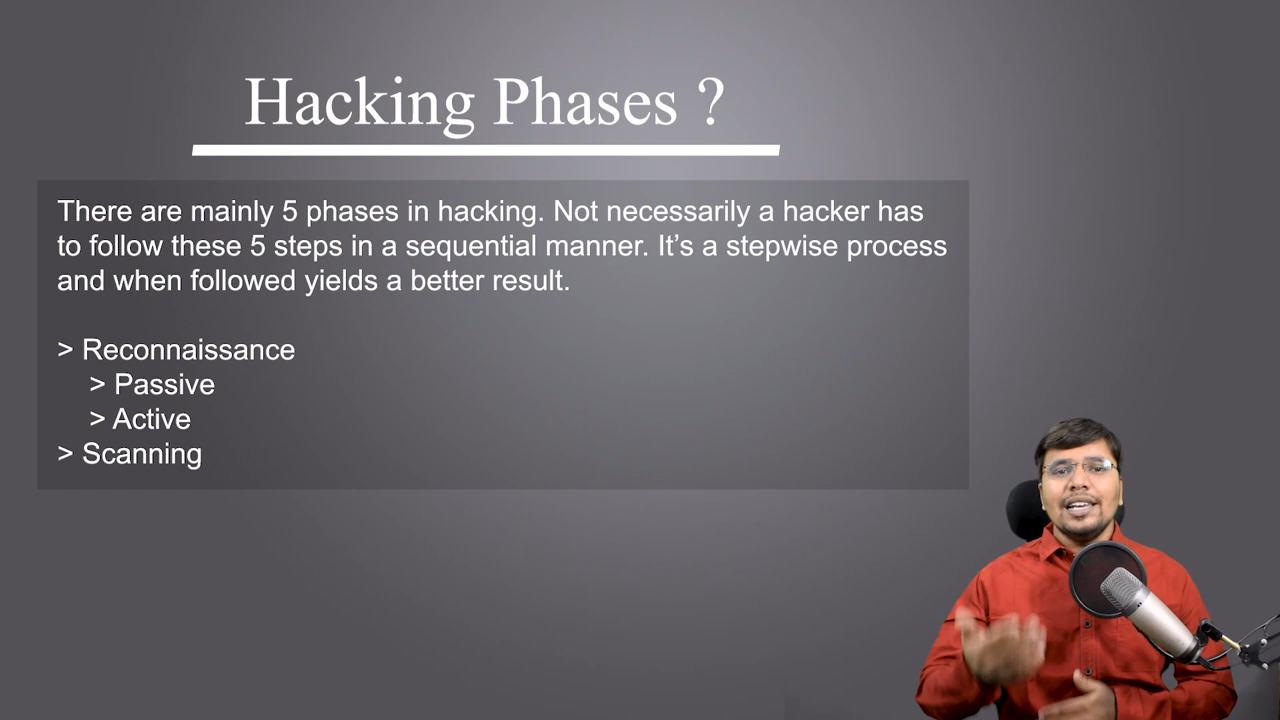 Hacking Phases ?
There are mainly 5 phases in hacking. Not necessarily a hacker has
to follow these 5 steps in a sequential manner. It’s a stepwise process
and when followed yields a better result.
> Reconnaissance
> Passive
> Active
> Scanning